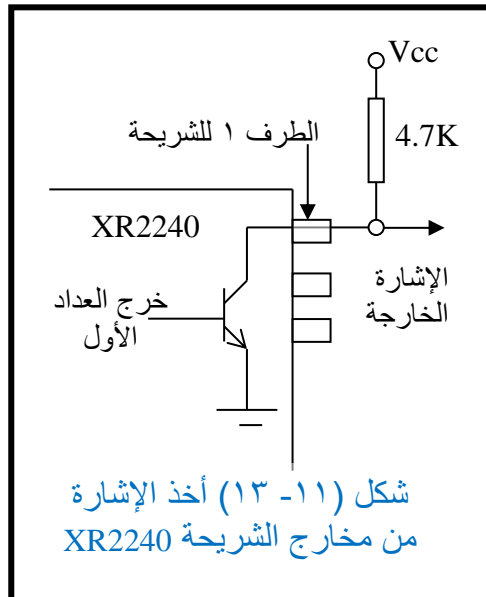 Vcc
الطرف ١ للشريحة
4.7K
XR2240
الإشارة
الخارجة
خرج العداد
الأول
شكل (١١- ١٣) أخذ الإشارة
من مخارج الشريحة XR2240